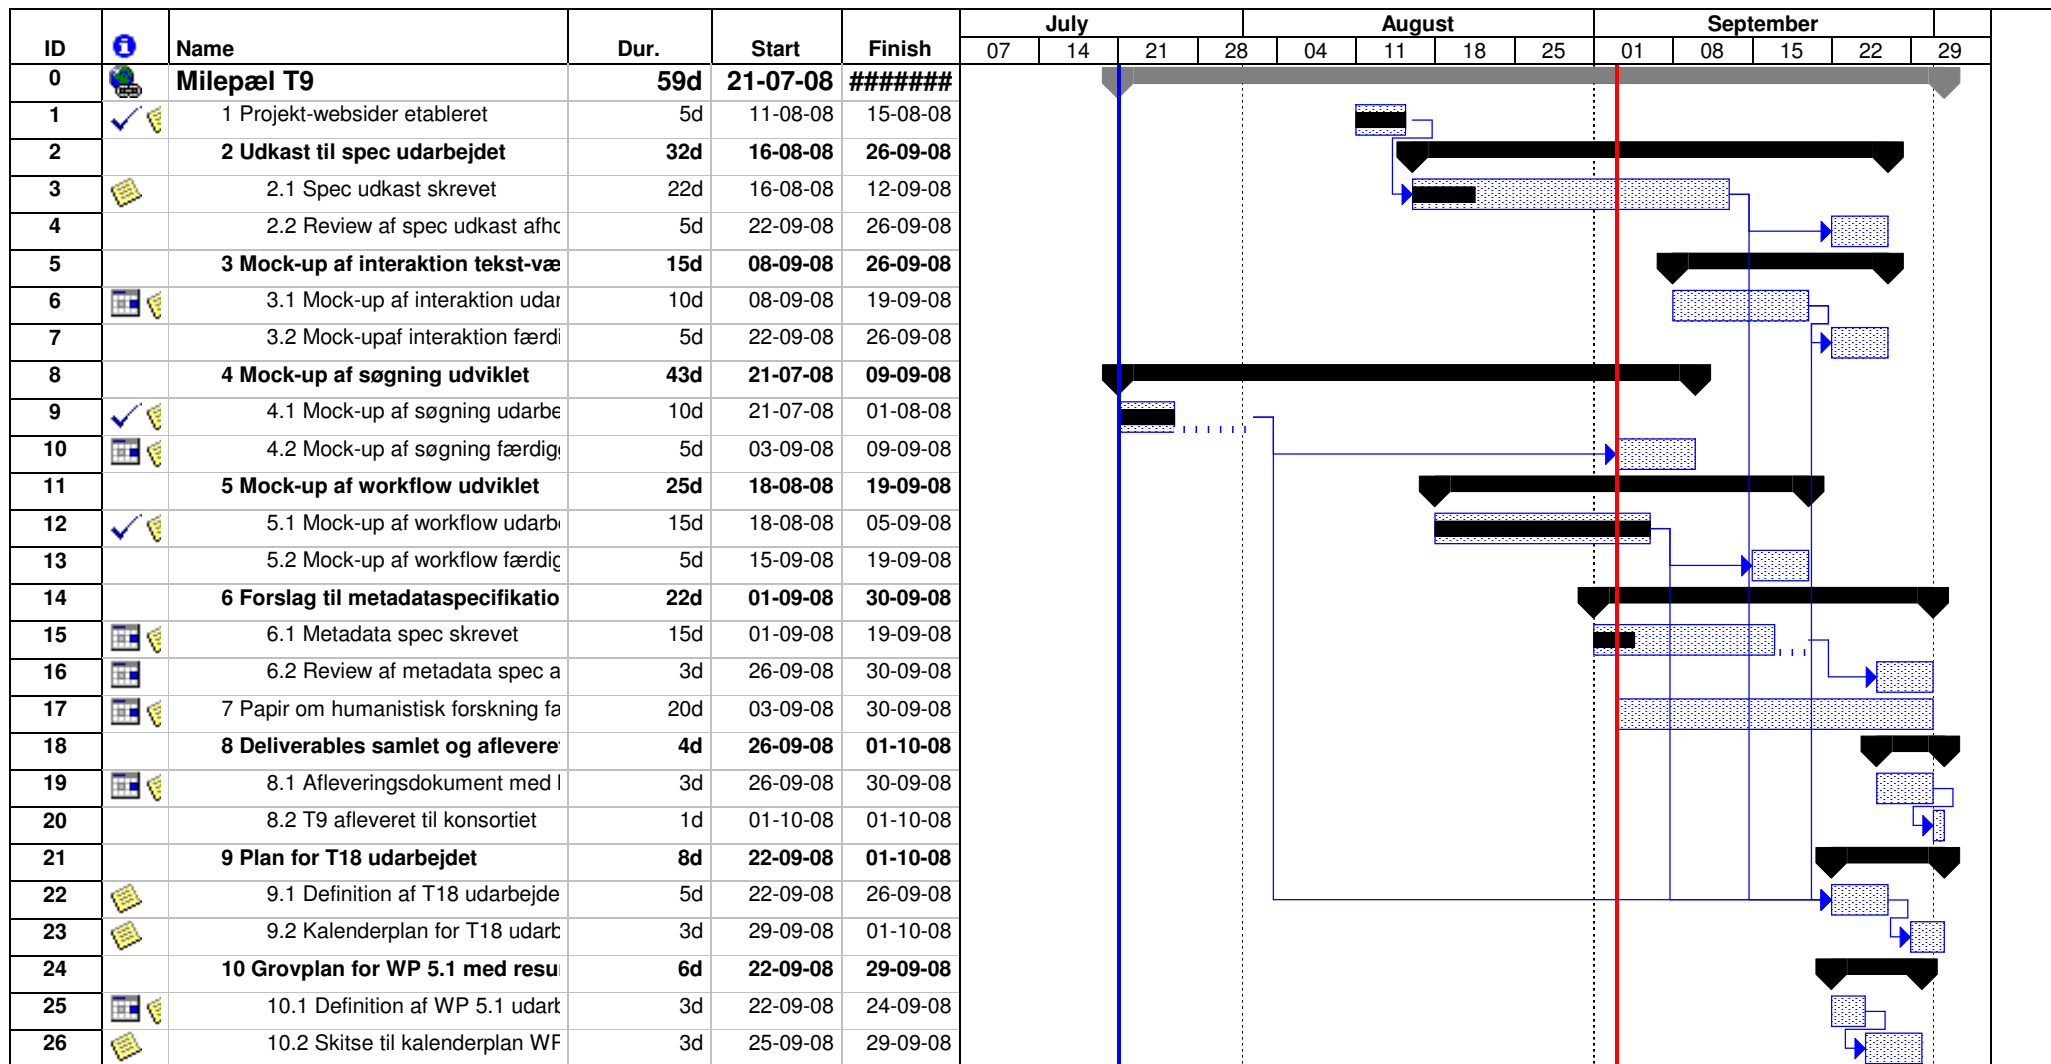 July August September
ID Name Dur. Start Finish 07 14 21 28 04 11 18 25 01 08 15 22 29
0 Milepæl T9 59d 21-07-08 #######
1 1 Projekt-websider etableret 5d 11-08-08 15-08-08
2 2 Udkast til spec udarbejdet 32d 16-08-08 26-09-08
3 2.1 Spec udkast skrevet 22d 16-08-08 12-09-08
4 2.2 Review af spec udkast afho 5d 22-09-08 26-09-08
5 3 Mock-up af interaktion tekst-væ 15d 08-09-08 26-09-08
6 3.1 Mock-up af interaktion udar 10d 08-09-08 19-09-08
7 3.2 Mock-upaf interaktion færdi 5d 22-09-08 26-09-08
8 4 Mock-up af søgning udviklet 43d 21-07-08 09-09-08
9 4.1 Mock-up af søgning udarbe 10d 21-07-08 01-08-08
10 4.2 Mock-up af søgning færdig 5d 03-09-08 09-09-08
11 5 Mock-up af workflow udviklet 25d 18-08-08 19-09-08
12 5.1 Mock-up af workflow udarb 15d 18-08-08 05-09-08
13 5.2 Mock-up af workflow færdig 5d 15-09-08 19-09-08
14 6 Forslag til metadataspecifikatio 22d 01-09-08 30-09-08
15 6.1 Metadata spec skrevet 15d 01-09-08 19-09-08
16 6.2 Review af metadata spec a 3d 26-09-08 30-09-08
17 7 Papir om humanistisk forskning fa 20d 03-09-08 30-09-08
18 8 Deliverables samlet og aflevere 4d 26-09-08 01-10-08
19 8.1 Afleveringsdokument med 3d 26-09-08 30-09-08
20 8.2 T9 afleveret til konsortiet 1d 01-10-08 01-10-08
21 9 Plan for T18 udarbejdet 8d 22-09-08 01-10-08
22 9.1 Definition af T18 udarbejde 5d 22-09-08 26-09-08
23 9.2 Kalenderplan for T18 udarb 3d 29-09-08 01-10-08
24 10 Grovplan for WP 5.1 med resu 6d 22-09-08 29-09-08
25 10.1 Definition af WP 5.1 udarb 3d 22-09-08 24-09-08
26 10.2 Skitse til kalenderplan WP 3d 25-09-08 29-09-08